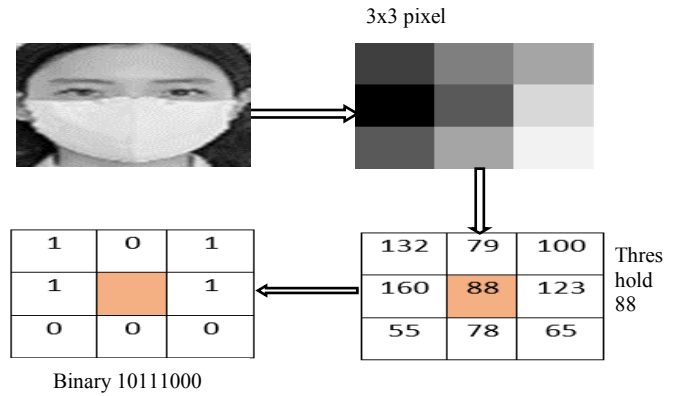 3x3 pixel
1 0 1
1 1
0 0 0
132 79 100
160 88 123
55 78 65
Thres
hold
88
Binary 10111000